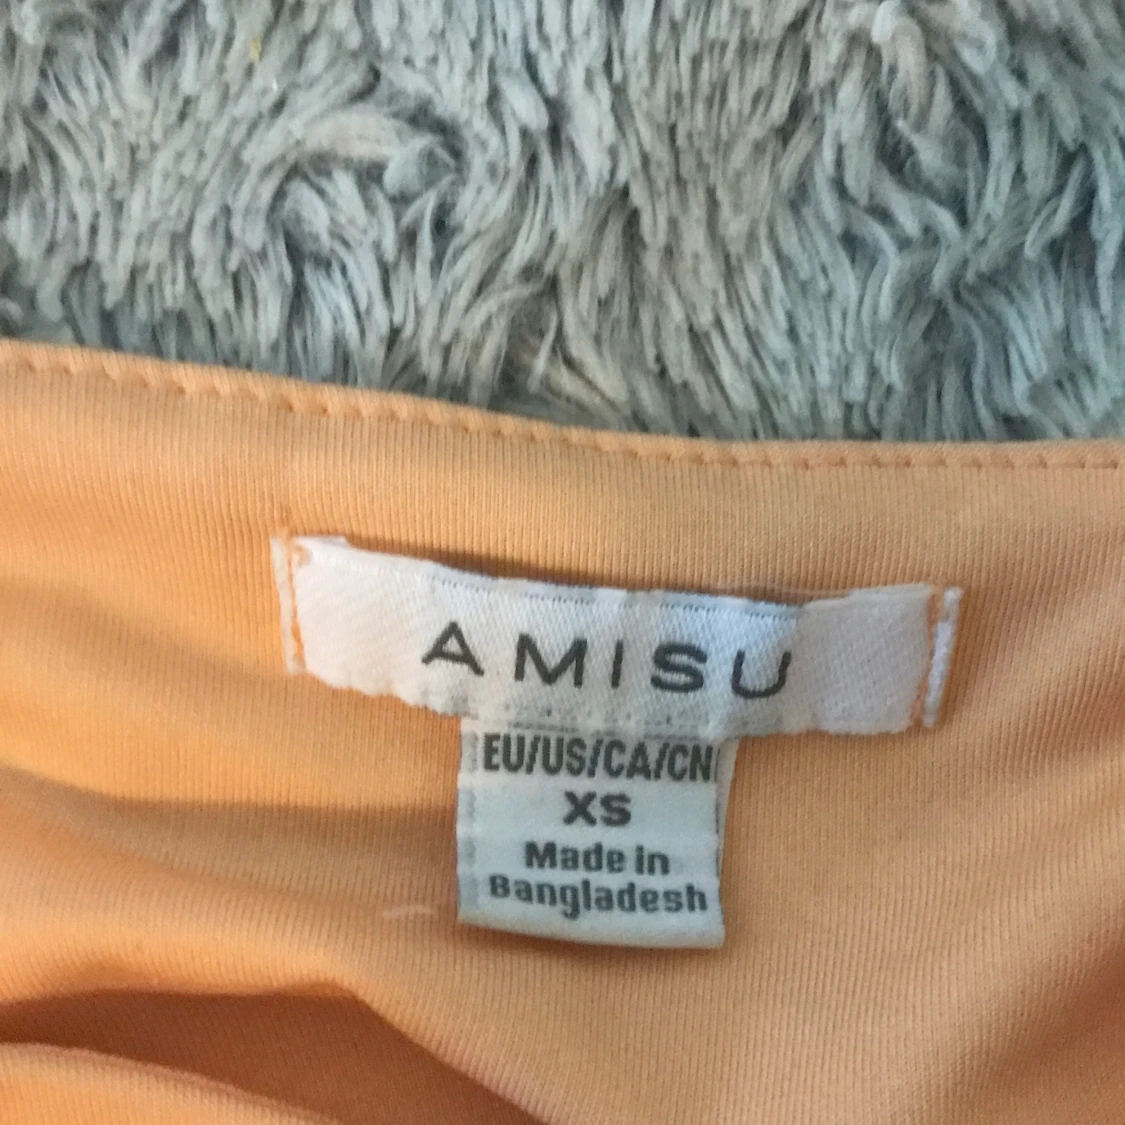 AMISU
EU/US/CA/CN
XS
Made in
Bangladesh